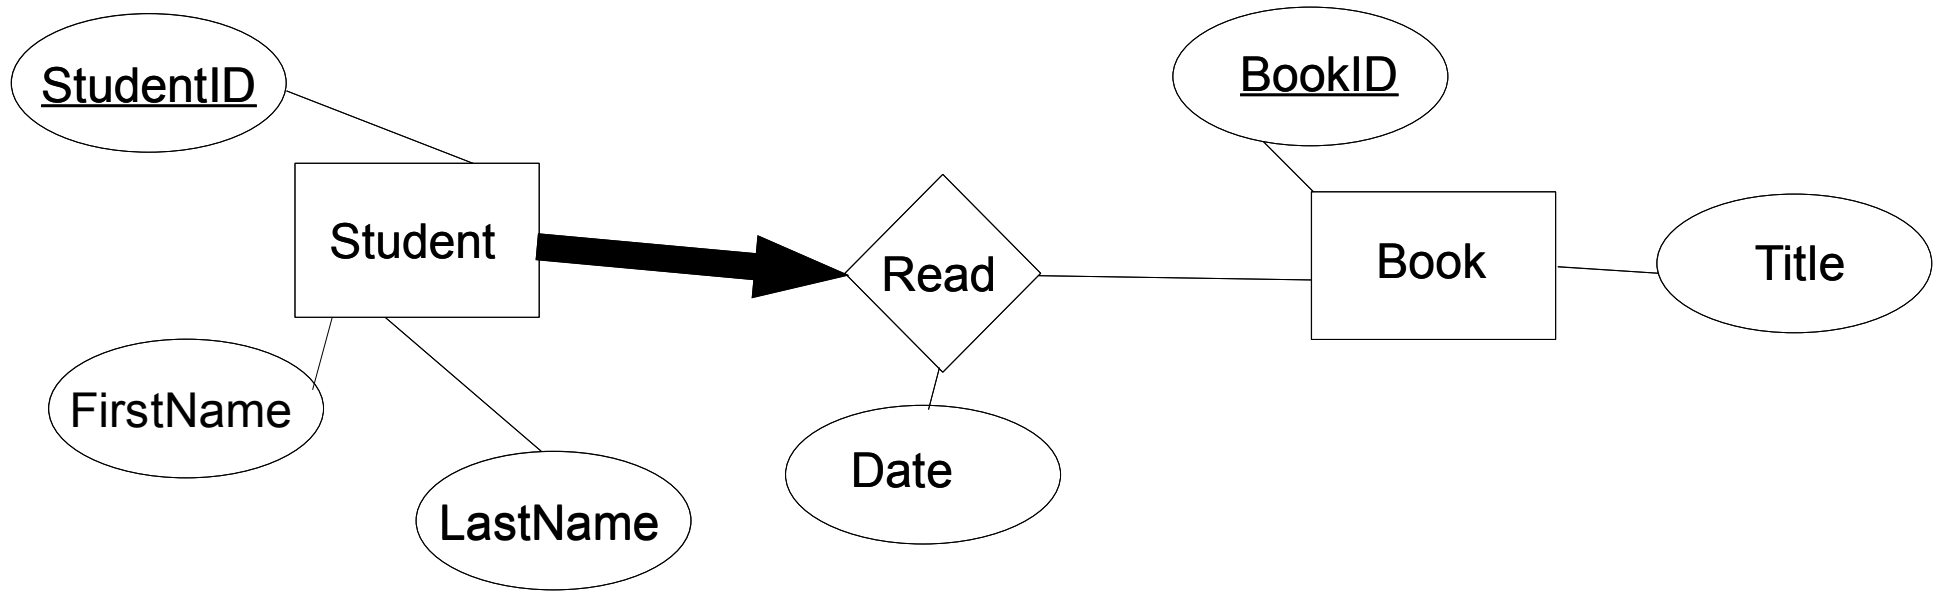 StudentID
BookID
Student
Read
Book
Title
FirstName
Date
LastName